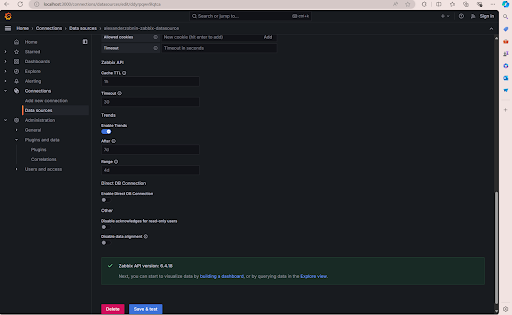 localhost:3000/connections/datasources/edit/
Search or jump to...
ctrl+k
Sign in
Home > Connections > Data sources > alexanderzobnin-zabbix-datasource
Home
Starred
Dashboards
Explore
Alerting
Connections
Add new connection
Data sources
Administration
General
Plugins and data
Plugins
Correlations
Users and access
Allowed cookies
New cookie (hit enter to add)
Add
Timeout
Timeout in seconds
Zabbix API
Cache TTL
1h
Timeout
30
Trends
Enable Trends
After
7d
Range
4d
Direct DB Connection
Enable Direct DB Connection
Other
Disable acknowledges for read-only users
Disable data alignment
Zabbix API version: 6.4.18
Next, you can start to visualize data by building a dashboard, or by querying data in the Explore view.
Delete
Save & test